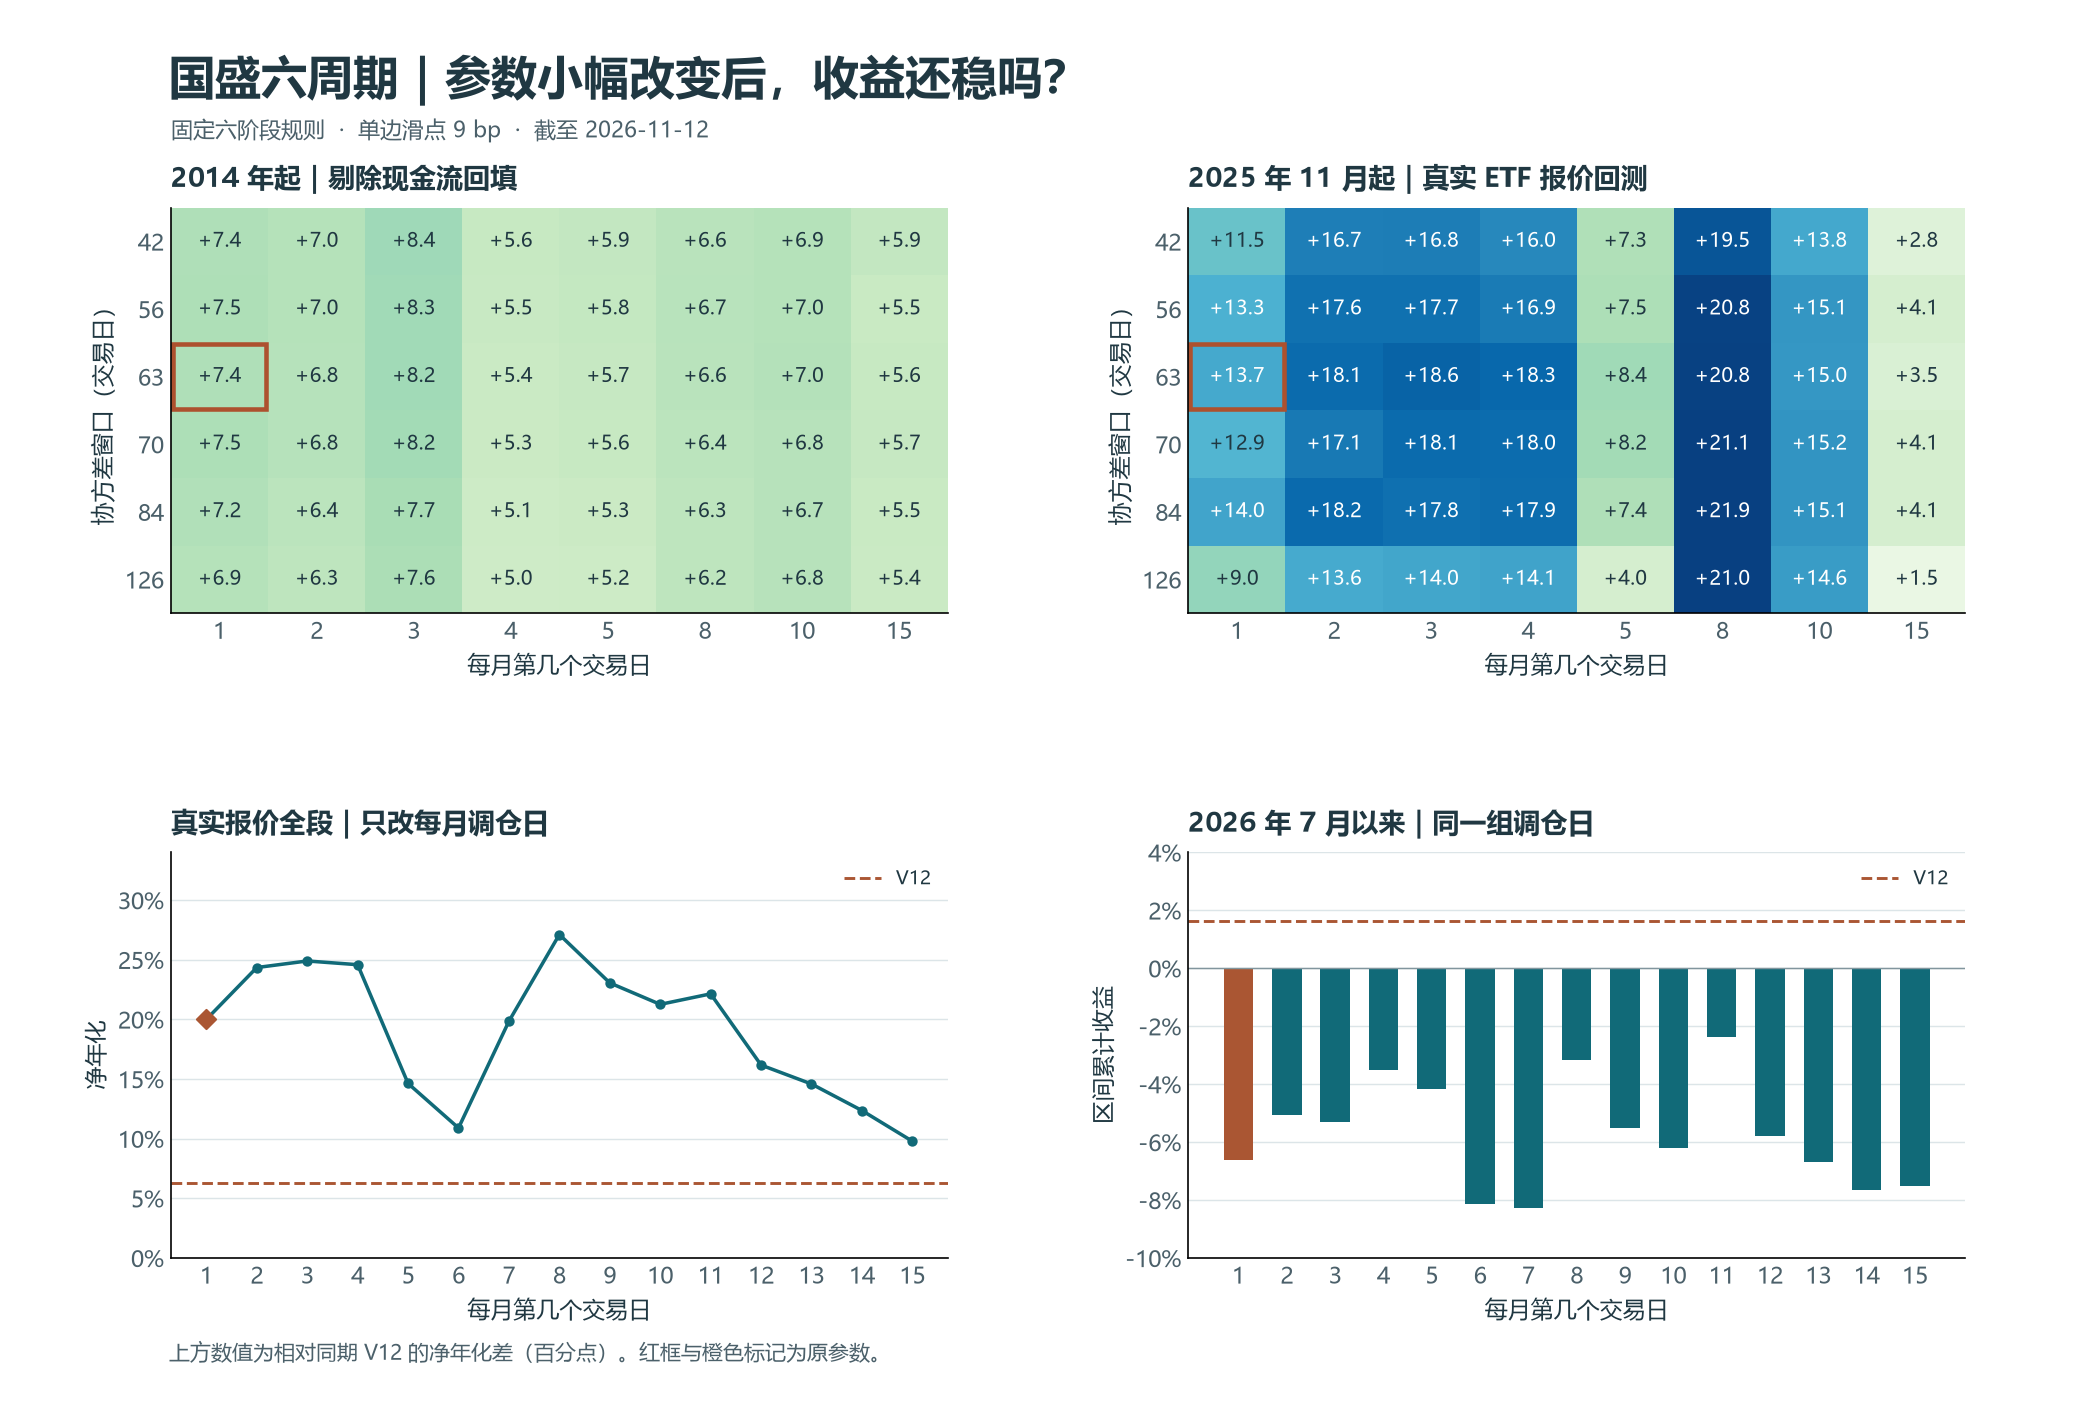 国盛六周期｜参数小幅改变后，收益还稳吗？
固定六阶段规则 · 单边滑点 9 bp · 截至 2026-11-12
2014 年起｜剔除现金流回填
协方差窗口（交易日）
42 +7.4 +7.0 +8.4 +5.6 +5.9 +6.6 +6.9 +5.9
56 +7.5 +7.0 +8.3 +5.5 +5.8 +6.7 +7.0 +5.5
63 +7.4 +6.8 +8.2 +5.4 +5.7 +6.6 +7.0 +5.6
70 +7.5 +6.8 +8.2 +5.3 +5.6 +6.4 +6.8 +5.7
84 +7.2 +6.4 +7.7 +5.1 +5.3 +6.3 +6.7 +5.5
126 +6.9 +6.3 +7.6 +5.0 +5.2 +6.2 +6.8 +5.4
1 2 3 4 5 8 10 15
每月第几个交易日
2025 年 11 月起｜真实 ETF 报价回测
协方差窗口（交易日）
42 +11.5 +16.7 +16.8 +16.0 +7.3 +19.5 +13.8 +2.8
56 +13.3 +17.6 +17.7 +16.9 +7.5 +20.8 +15.1 +4.1
63 +13.7 +18.1 +18.6 +18.3 +8.4 +20.8 +15.0 +3.5
70 +12.9 +17.1 +18.1 +18.0 +8.2 +21.1 +15.2 +4.1
84 +14.0 +18.2 +17.8 +17.9 +7.4 +21.9 +15.1 +4.1
126 +9.0 +13.6 +14.0 +14.1 +4.0 +21.0 +14.6 +1.5
1 2 3 4 5 8 10 15
每月第几个交易日
真实报价全段｜只改每月调仓日
V12
净年化
30%
25%
20%
15%
10%
5%
0%
1 2 3 4 5 6 7 8 9 10 11 12 13 14 15
每月第几个交易日
2026 年 7 月以来｜同一组调仓日
V12
区间累计收益
4%
2%
0%
-2%
-4%
-6%
-8%
-10%
1 2 3 4 5 6 7 8 9 10 11 12 13 14 15
每月第几个交易日
上方数值为相对同期 V12 的净年化差（百分点）。红框与橙色标记为原参数。